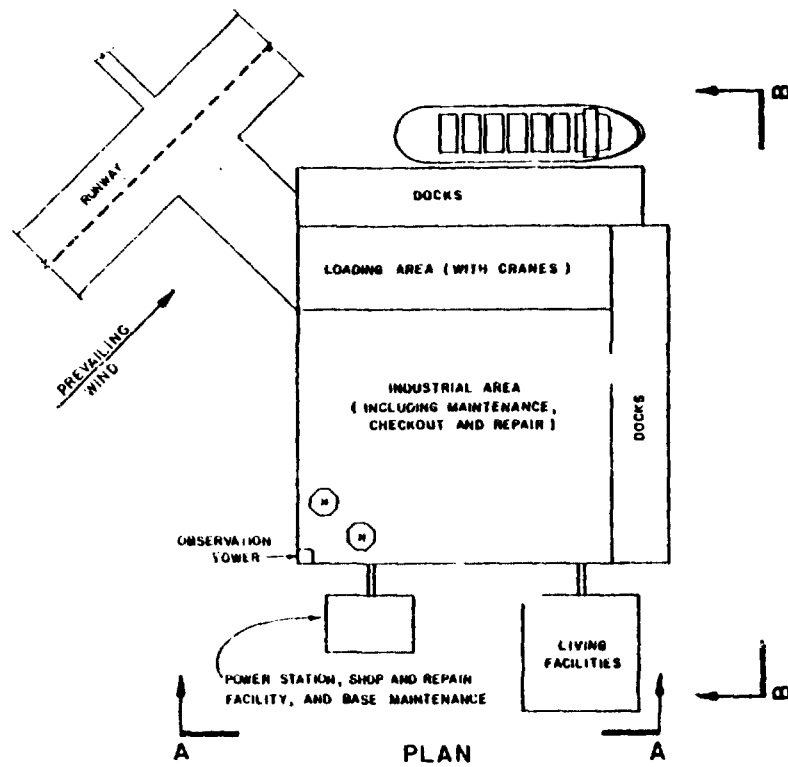 RUNWAY
PREVAILING
WIND
B
DOCKS
LOADING AREA (WITH CRANES)
INDUSTRIAL AREA
(INCLUDING MAINTENANCE,
CHECKOUT AND REPAIR)
DOCKS
OBSERVATION
TOWER
LIVING
FACILITIES
POWER STATION, SHOP AND REPAIR
FACILITY, AND BASE MAINTENANCE
B
A
PLAN
A